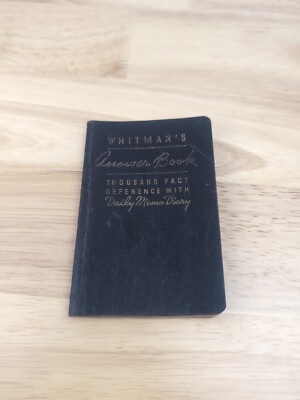 WHITMAN'S
Answer Book
THOUSAND FACT
REFERENCE WITH
Daily Memo Diary